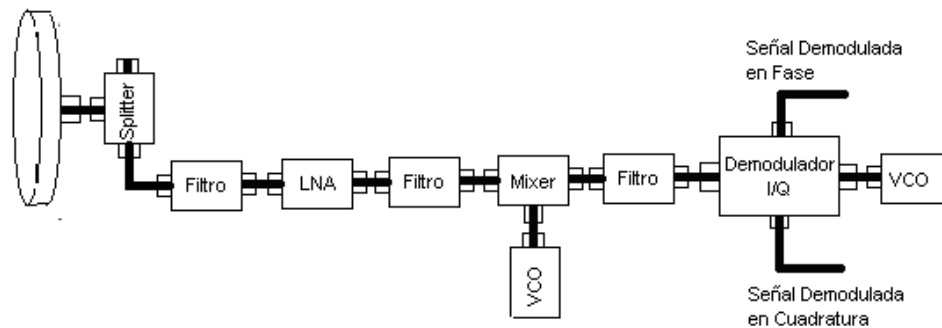 Señal Demodulada
en Fase
Splitter
Filtro
LNA
Filtro
Mixer
Filtro
Demodulador
I/Q
VCO
VCO
Señal Demodulada
en Cuadratura